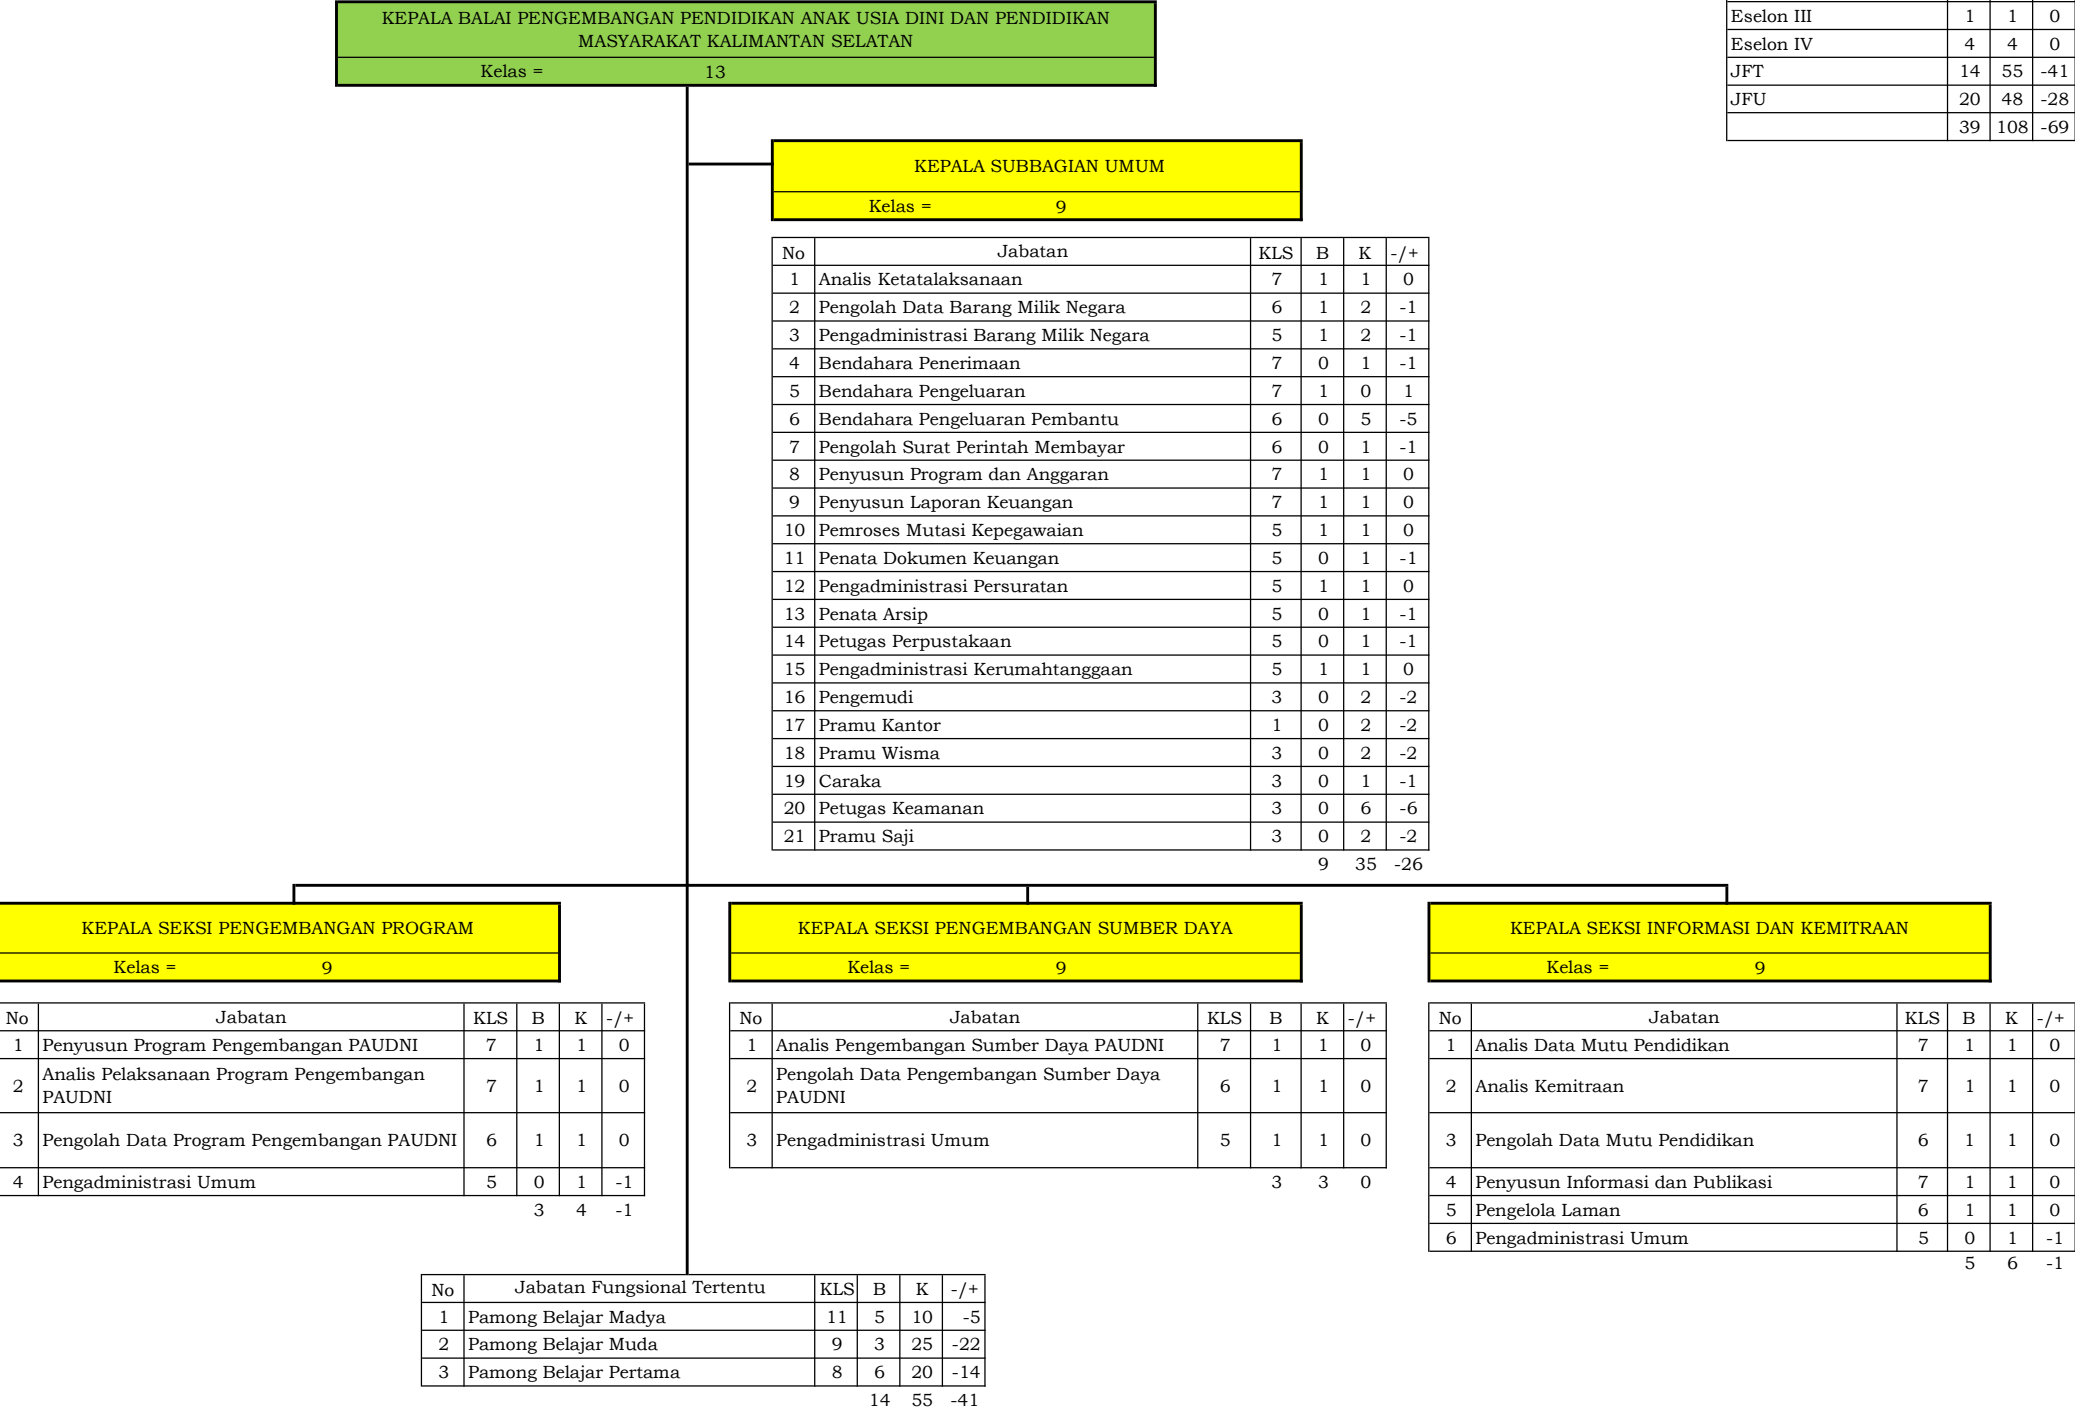 KEPALA BALAI PENGEMBANGAN PENDIDIKAN ANAK USIA DINI DAN PENDIDIKAN
MASYARAKAT KALIMANTAN SELATAN
Kelas = 13
Eselon III 1 1 0
Eselon IV 4 4 0
JFT 14 55 -41
JFU 20 48 -28
39 108 -69
KEPALA SUBBAGIAN UMUM
Kelas = 9
No Jabatan KLS B K -/+
1 Analis Ketatalaksanaan 7 1 1 0
2 Pengolah Data Barang Milik Negara 6 1 2 -1
3 Pengadministrasi Barang Milik Negara 5 1 2 -1
4 Bendahara Penerimaan 7 0 1 -1
5 Bendahara Pengeluaran 7 1 0 1
6 Bendahara Pengeluaran Pembantu 6 0 5 -5
7 Pengolah Surat Perintah Membayar 6 0 1 -1
8 Penyusun Program dan Anggaran 7 1 1 0
9 Penyusun Laporan Keuangan 7 1 1 0
10 Pemroses Mutasi Kepegawaian 5 1 1 0
11 Penata Dokumen Keuangan 5 0 1 -1
12 Pengadministrasi Persuratan 5 1 1 0
13 Penata Arsip 5 0 1 -1
14 Petugas Perpustakaan 5 0 1 -1
15 Pengadministrasi Kerumahtanggaan 5 1 1 0
16 Pengemudi 3 0 2 -2
17 Pramu Kantor 1 0 2 -2
18 Pramu Wisma 3 0 2 -2
19 Caraka 3 0 1 -1
20 Petugas Keamanan 3 0 6 -6
21 Pramu Saji 3 0 2 -2
9 35 -26
KEPALA SEKSI PENGEMBANGAN PROGRAM
Kelas = 9
No Jabatan KLS B K -/+
1 Penyusun Program Pengembangan PAUDNI 7 1 1 0
2 Analis Pelaksanaan Program Pengembangan
PAUDNI 7 1 1 0
3 Pengolah Data Program Pengembangan PAUDNI 6 1 1 0
4 Pengadministrasi Umum 5 0 1 -1
3 4 -1
KEPALA SEKSI PENGEMBANGAN SUMBER DAYA
Kelas = 9
No Jabatan KLS B K -/+
1 Analis Pengembangan Sumber Daya PAUDNI 7 1 1 0
2 Pengolah Data Pengembangan Sumber Daya
PAUDNI 6 1 1 0
3 Pengadministrasi Umum 5 1 1 0
3 3 0
KEPALA SEKSI INFORMASI DAN KEMITRAAN
Kelas = 9
No Jabatan KLS B K -/+
1 Analis Data Mutu Pendidikan 7 1 1 0
2 Analis Kemitraan 7 1 1 0
3 Pengolah Data Mutu Pendidikan 6 1 1 0
4 Penyusun Informasi dan Publikasi 7 1 1 0
5 Pengelola Laman 6 1 1 0
6 Pengadministrasi Umum 5 0 1 -1
5 6 -1
No Jabatan Fungsional Tertentu KLS B K -/+
1 Pamong Belajar Madya 11 5 10 -5
2 Pamong Belajar Muda 9 3 25 -22
3 Pamong Belajar Pertama 8 6 20 -14
14 55 -41